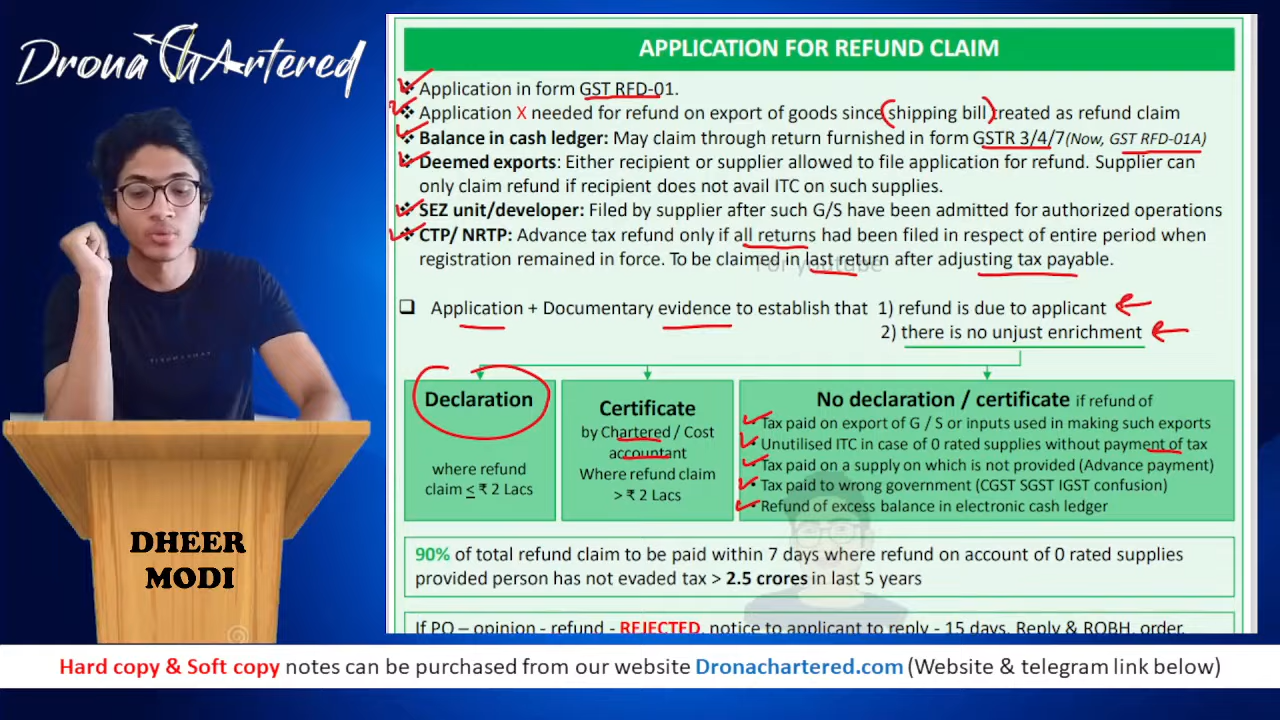 Drona Chartered
APPLICATION FOR REFUND CLAIM
❖ Application in form GST RFD-01.
❖ Application X needed for refund on export of goods since (shipping bill) treated as refund claim
❖ Balance in cash ledger: May claim through return furnished in form GSTR 3/4/7(Now, GST RFD-01A)
❖ Deemed exports: Either recipient or supplier allowed to file application for refund. Supplier can
only claim refund if recipient does not avail ITC on such supplies.
❖ SEZ unit/developer: Filed by supplier after such G/S have been admitted for authorized operations
❖ CTP/ NRTP: Advance tax refund only if all returns had been filed in respect of entire period when
registration remained in force. To be claimed in last return after adjusting tax payable.
For youtube
❑ Application + Documentary evidence to establish that 1) refund is due to applicant
2) there is no unjust enrichment
Declaration
where refund
claim ≤ ₹ 2 Lacs
Certificate
by Chartered / Cost
accountant
Where refund claim
> ₹ 2 Lacs
No declaration / certificate if refund of
• Tax paid on export of G / S or inputs used in making such exports
• Unutilised ITC in case of 0 rated supplies without payment of tax
• Tax paid on a supply on which is not provided (Advance payment)
• Tax paid to wrong government (CGST SGST IGST confusion)
• Refund of excess balance in electronic cash ledger
90% of total refund claim to be paid within 7 days where refund on account of 0 rated supplies
provided person has not evaded tax > 2.5 crores in last 5 years
If PO – opinion - refund - REJECTED, notice to applicant to reply - 15 days. Reply & ROBH, order.
DHEER
MODI
Hard copy & Soft copy notes can be purchased from our website Dronachartered.com (Website & telegram link below)